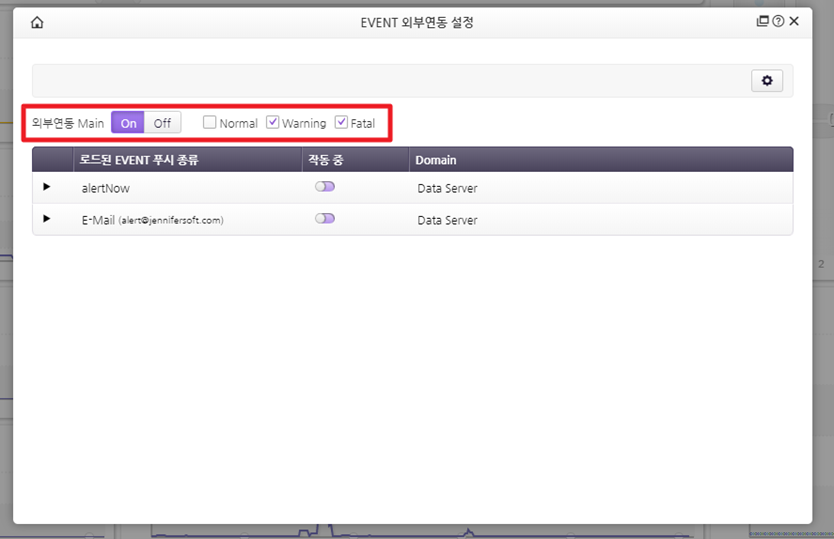 EVENT 외부연동 설정
외부연동 Main On Off Normal Warning Fatal
로드된 EVENT 푸시 종류 작동 중 Domain
alertNow Data Server
E-Mail (alert@jennifersoft.com) Data Server
2